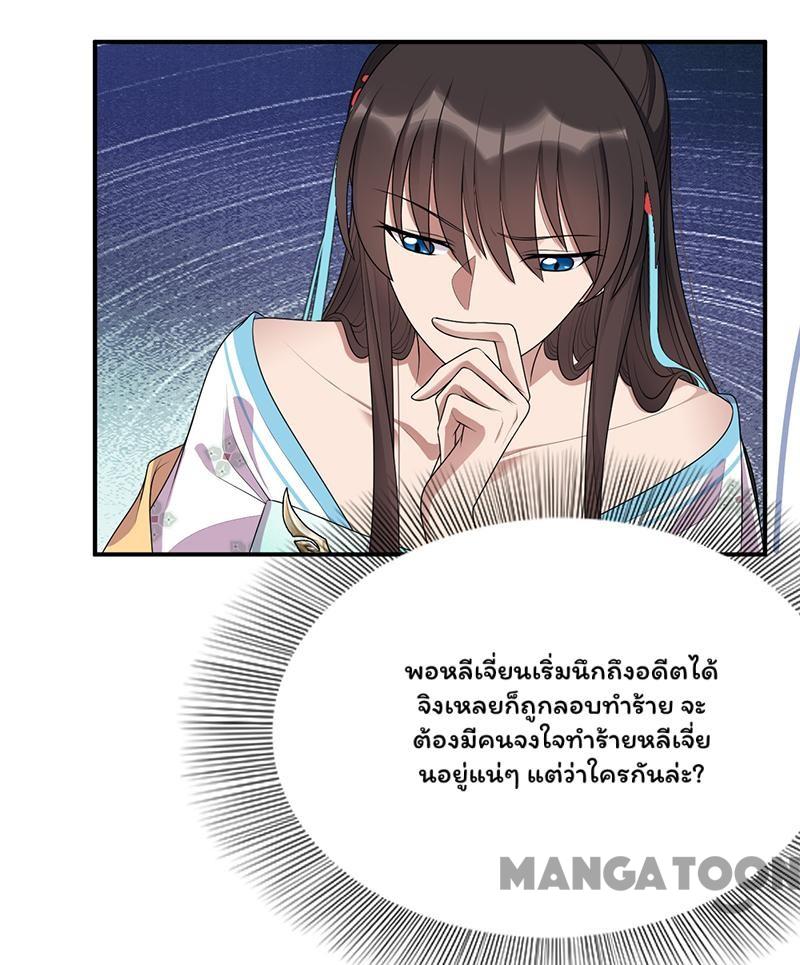 พอหลีเจี่ยนเริ่มนึกถึงอดีตได้
จิงเหลยก็ถูกลอบทำร้าย จะ
ต้องมีคนจงใจทำร้ายหลีเจี่ย
นอยู่แน่ๆ แต่ว่าใครกันล่ะ?
MANGATOON